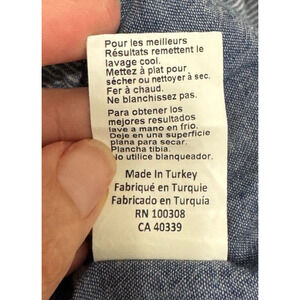 Pour les meilleurs
Résultats remettent le
lavage cool.
Mettez à plat pour
sécher ou nettoyer à sec.
Fer à chaud.
Ne blanchissez pas.
Para obtener los
mejores resultados
lave a mano en frio.
Deje en una superficie
plana para secar.
Plancha tibia.
No utilice blanqueador.
Made In Turkey
Fabriqué en Turquie
Fabricado en Turquía
RN 100308
CA 40339